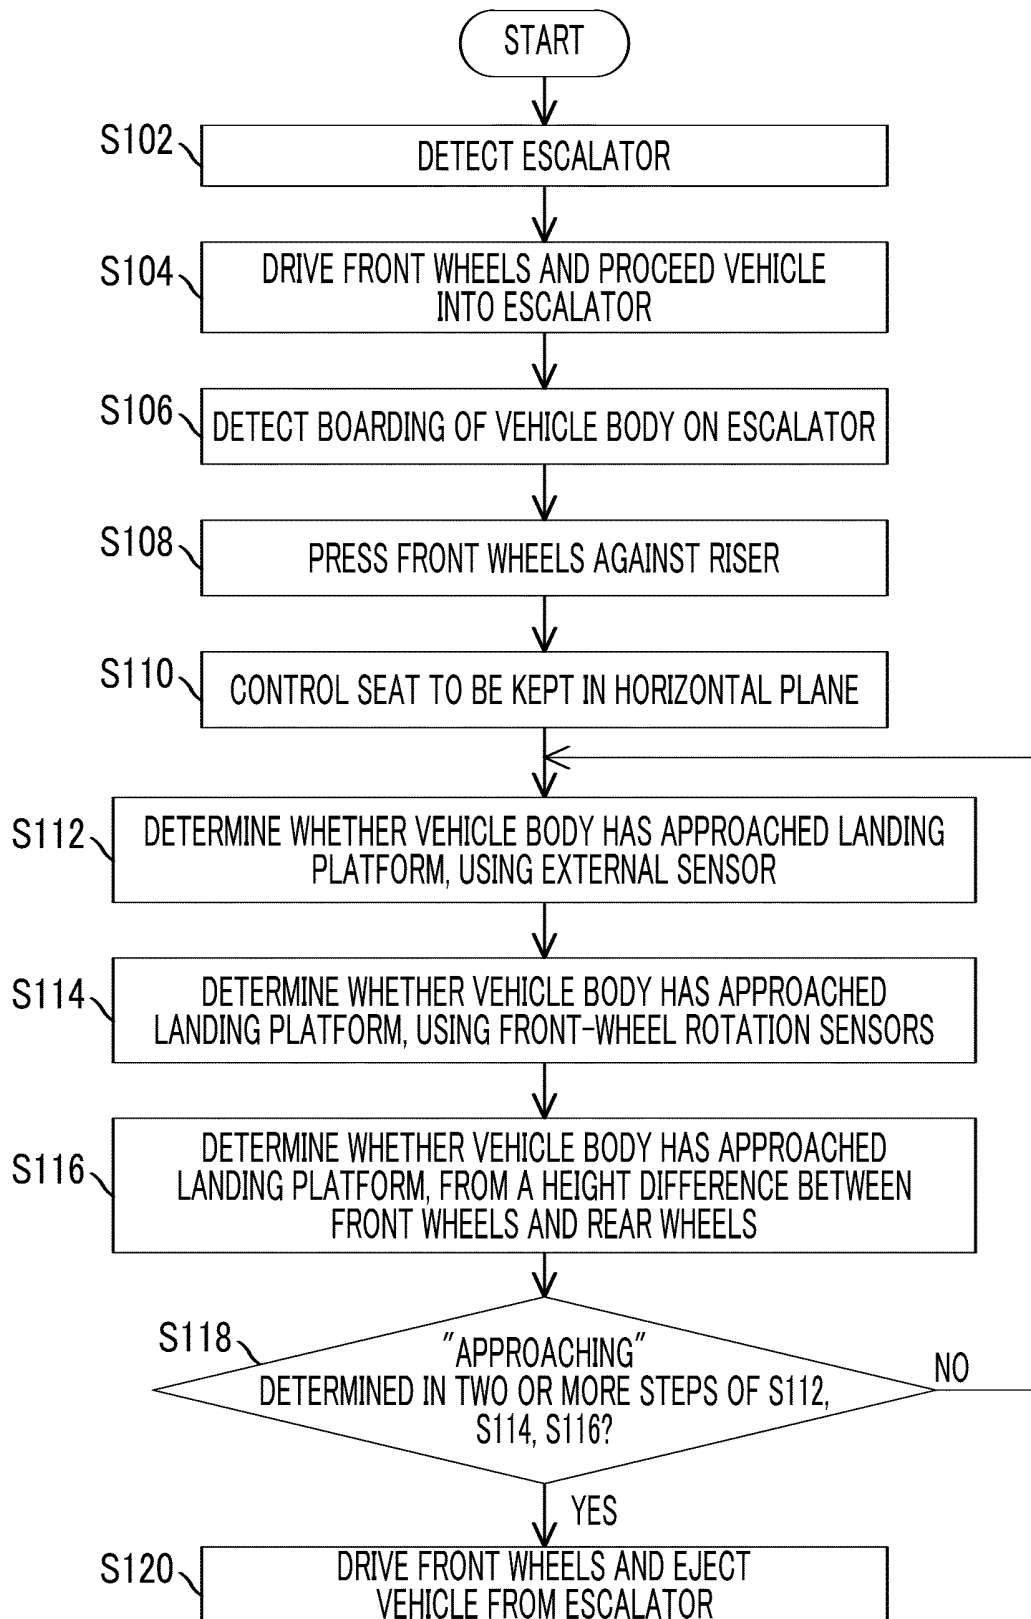 START
S102
DETECT ESCALATOR
S104
DRIVE FRONT WHEELS AND PROCEED VEHICLE
INTO ESCALATOR
S106
DETECT BOARDING OF VEHICLE BODY ON ESCALATOR
S108
PRESS FRONT WHEELS AGAINST RISER
S110
CONTROL SEAT TO BE KEPT IN HORIZONTAL PLANE
S112
DETERMINE WHETHER VEHICLE BODY HAS APPROACHED LANDING
PLATFORM, USING EXTERNAL SENSOR
S114
DETERMINE WHETHER VEHICLE BODY HAS APPROACHED
LANDING PLATFORM, USING FRONT-WHEEL ROTATION SENSORS
S116
DETERMINE WHETHER VEHICLE BODY HAS APPROACHED
LANDING PLATFORM, FROM A HEIGHT DIFFERENCE BETWEEN
FRONT WHEELS AND REAR WHEELS
S118
"APPROACHING"
DETERMINED IN TWO OR MORE STEPS OF S112,
S114, S116?
NO
YES
S120
DRIVE FRONT WHEELS AND EJECT
VEHICLE FROM ESCALATOR